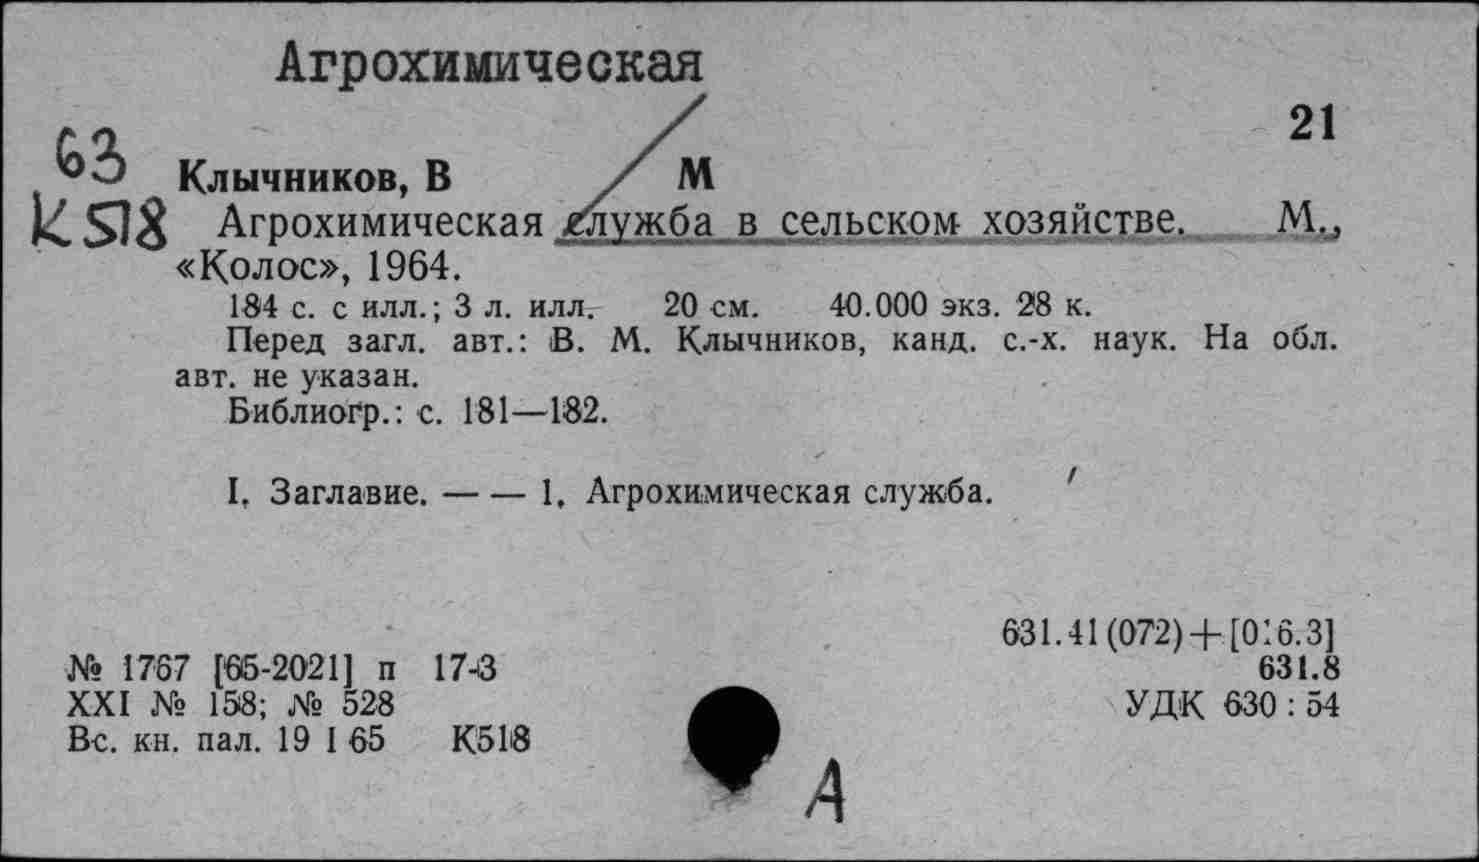 Агрохимическая
21
63
Клычников, В М
К518 Агрохимическая служба в сельском хозяйстве. М.,
«Колос», 1964.
184 с. с илл.; 3 л. илл. 20 см. 40.000 экз. 28 к.
Перед загл. авт.: В. М. Клычников, канд. с.-х. наук. На обл.
авт. не указан.
Библиогр.: с. 181—182.
I. Заглавие. — — 1. Агрохимическая служба.
631.41(072)+[016.3]
№ 1767 [65-2021] п 17-3 631.8
XXI № 158; № 528 УДК 630 : 54
Вс. кн. пал. 19 I 65 К518
А